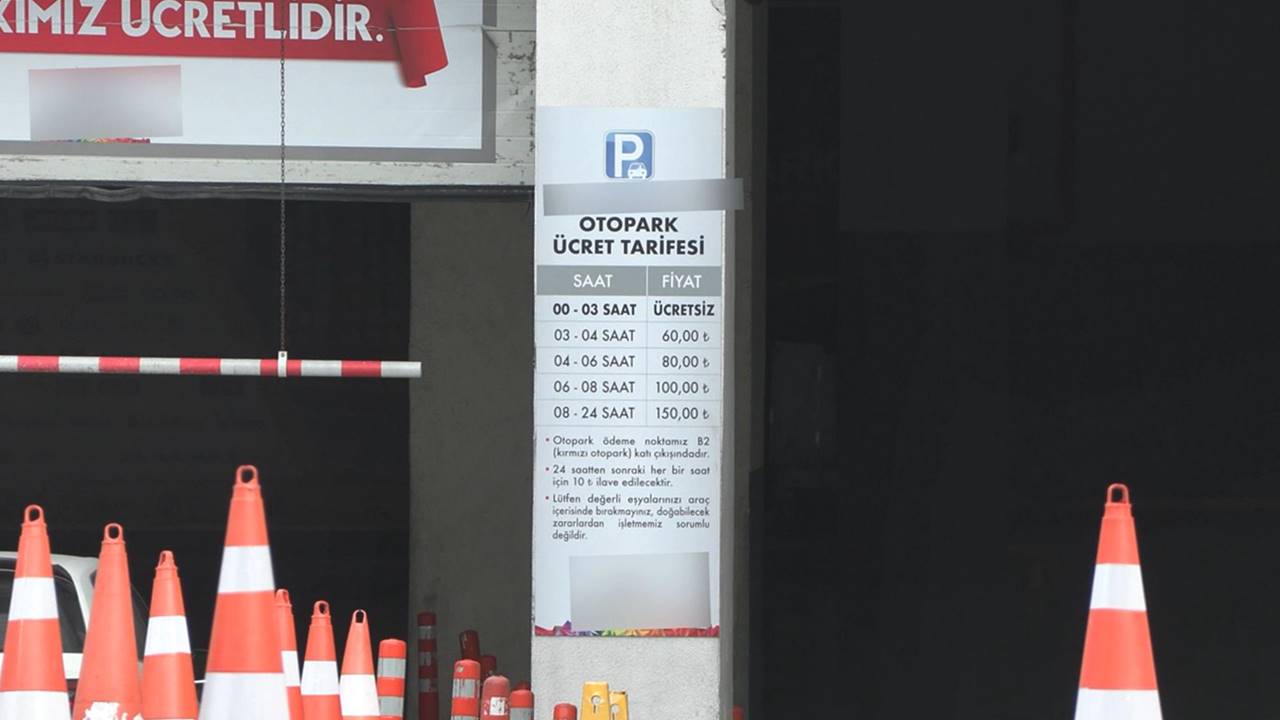 KIMIZ ÜCRETLİDİR.
P
OTOPARK
ÜCRET TARİFESİ
SAAT FİYAT
00 - 03 SAAT ÜCRETSİZ
03 - 04 SAAT 60,00 ₺
04 - 06 SAAT 80,00 ₺
06 - 08 SAAT 100,00 ₺
08 - 24 SAAT 150,00 ₺
• Otopark ödeme noktamız B2
(kırmızı otopark) katı çıkışındadır.
• 24 saatten sonraki her bir saat
için 10 ₺ ilave edilecektir.
• Lütfen değerli eşyalarınızı araç
içerisinde bırakmayınız, doğabilecek
zararlardan işletmemiz sorumlu
değildir.